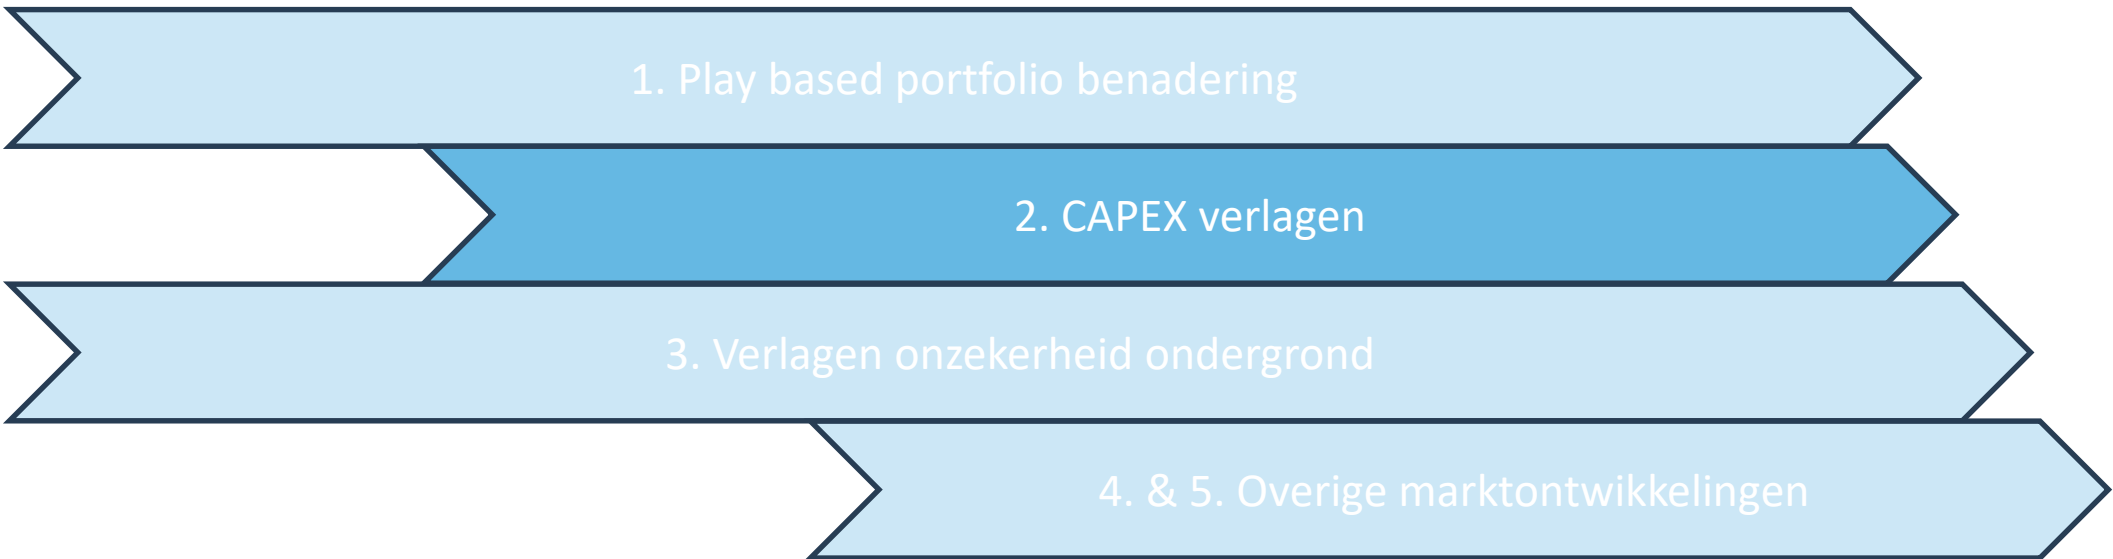 1. Play based portfolio benadering
2. CAPEX verlagen
3. Verlagen onzekerheid ondergrond
4. & 5. Overige marktontwikkelingen